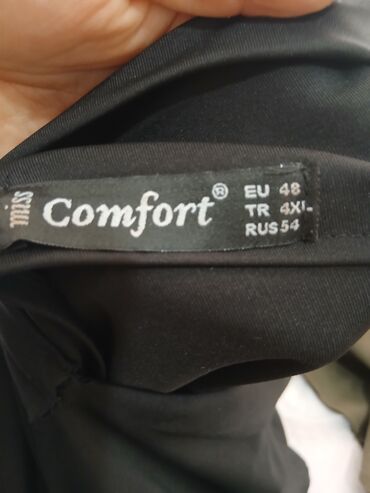 miss Comfort®
EU 48
TR 4XL
RUS 54